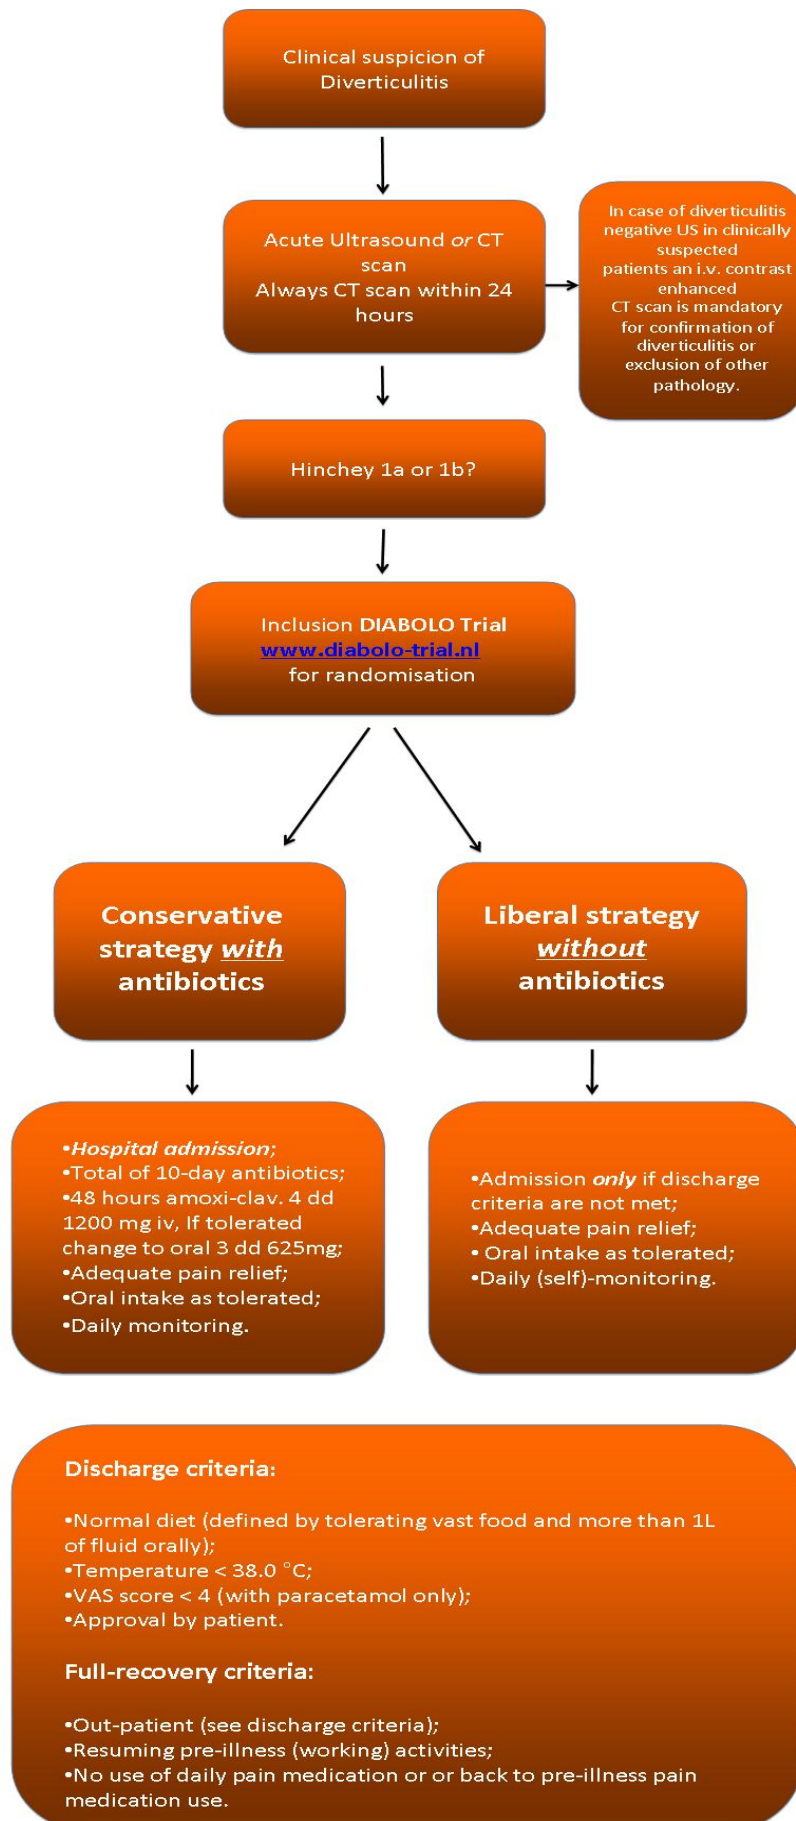 Clinical suspicion of
Diverticulitis
Acute Ultrasound or CT
scan
Always CT scan within 24
hours
In case of diverticulitis
negative US in clinically
suspected
patients an i.v. contrast
enhanced
CT scan is mandatory
for confirmation of
diverticulitis or
exclusion of other
pathology.
Hinchey 1a or 1b?
Inclusion DIABOLO Trial
www.diabolo-trial.nl
for randomisation
Conservative
strategy with
antibiotics
Liberal strategy
without
antibiotics
•Hospital admission;
•Total of 10-day antibiotics;
•48 hours amoxi-clav. 4 dd
1200 mg iv, If tolerated
change to oral 3 dd 625mg;
•Adequate pain relief;
•Oral intake as tolerated;
•Daily monitoring.
•Admission only if discharge
criteria are not met;
•Adequate pain relief;
• Oral intake as tolerated;
•Daily (self)-monitoring.
Discharge criteria:
•Normal diet (defined by tolerating vast food and more than 1L
of fluid orally);
•Temperature < 38.0 °C;
•VAS score < 4 (with paracetamol only);
•Approval by patient.
Full-recovery criteria:
•Out-patient (see discharge criteria);
•Resuming pre-illness (working) activities;
•No use of daily pain medication or or back to pre-illness pain
medication use.